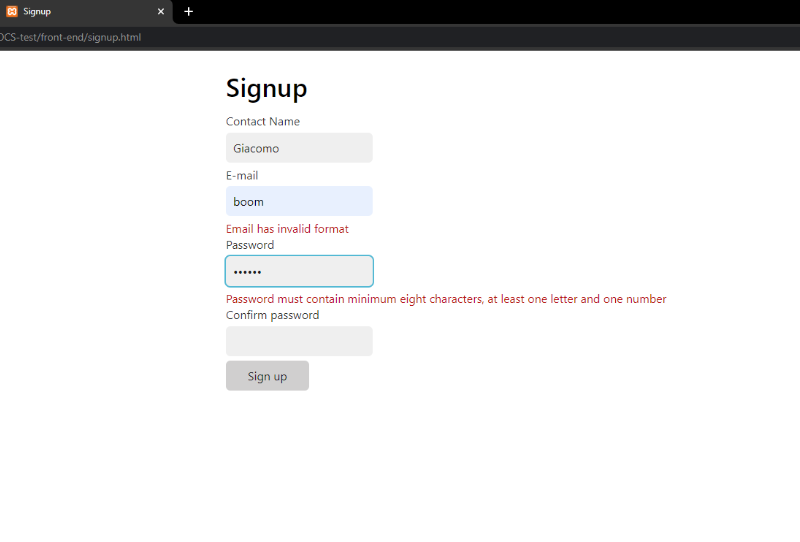 Signup
OCS-test/front-end/signup.html
Signup
Contact Name
Giacomo
E-mail
boom
Email has invalid format
Password
••••••
Password must contain minimum eight characters, at least one letter and one number
Confirm password
Sign up